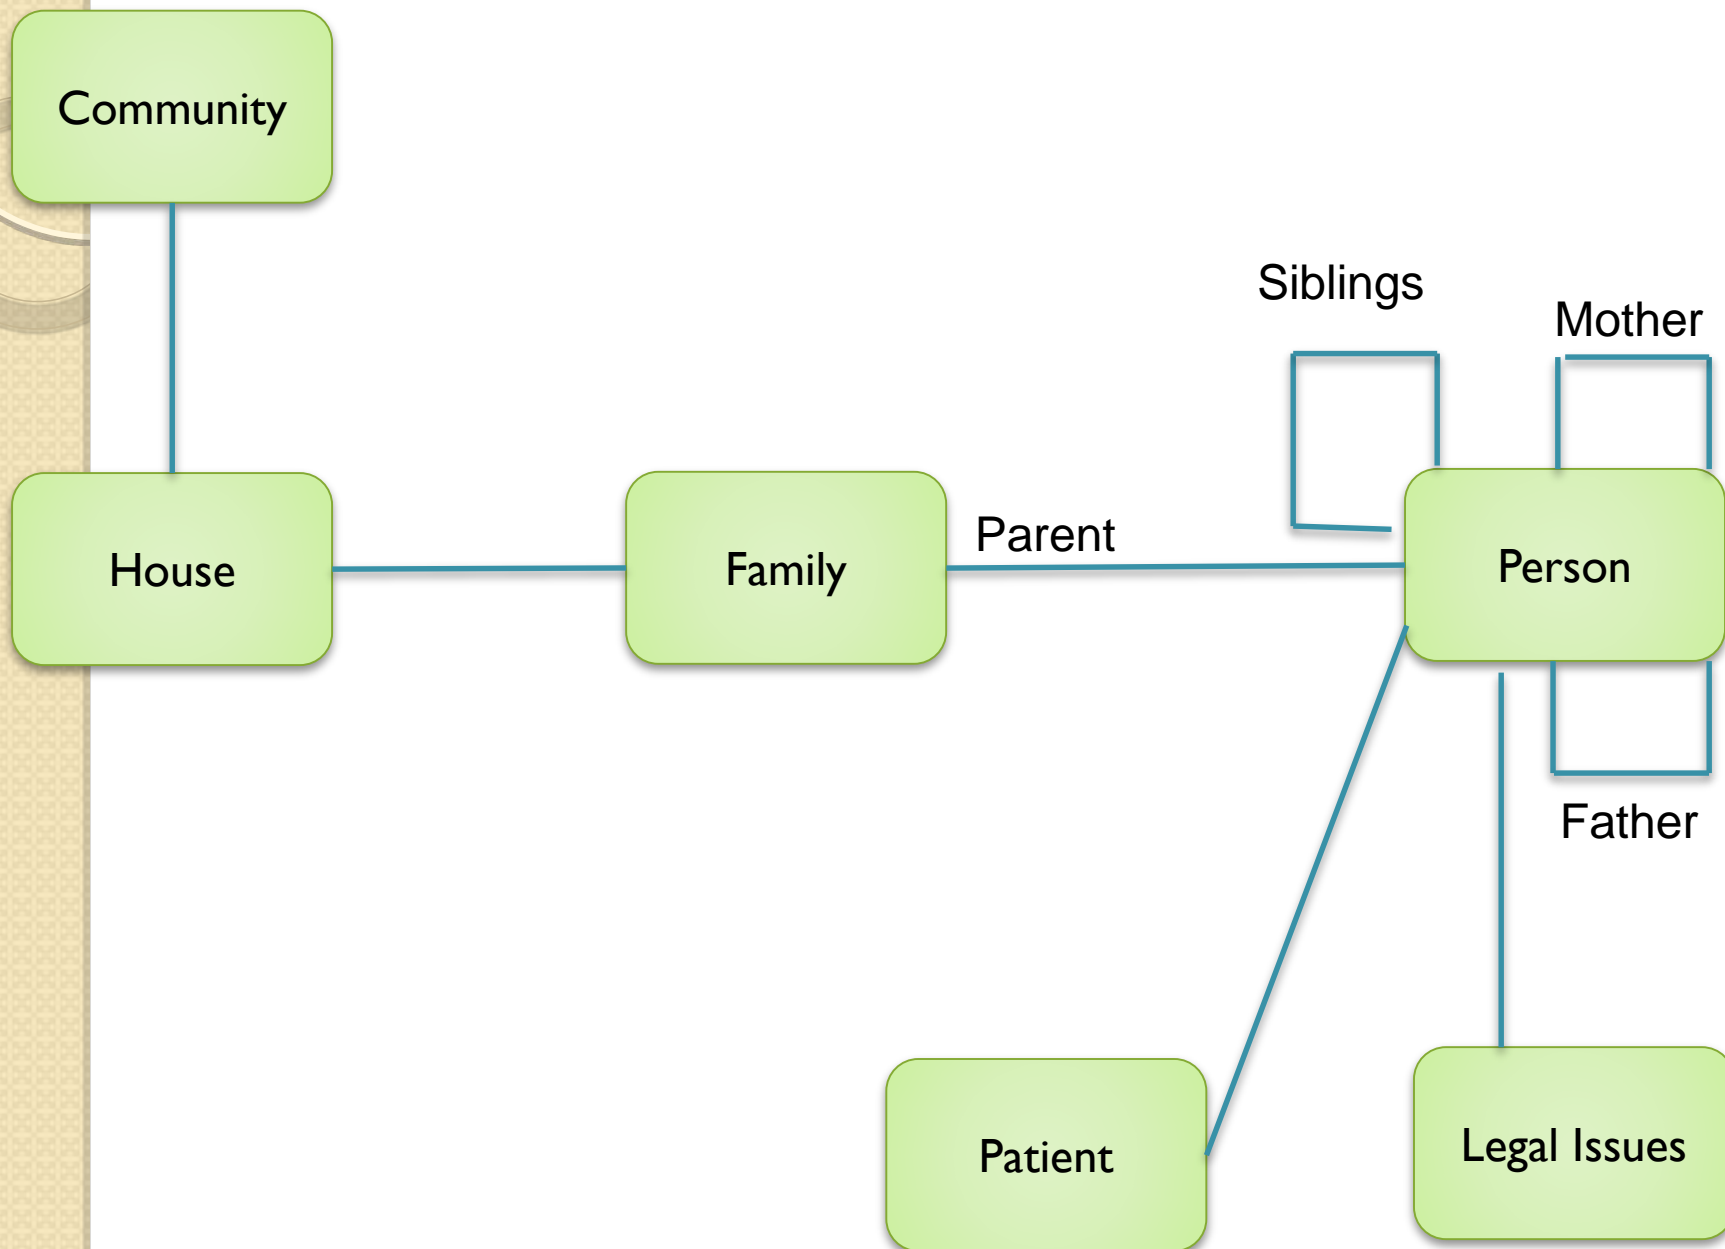 Community
Siblings
Mother
House
Family
Parent
Person
Father
Patient
Legal Issues